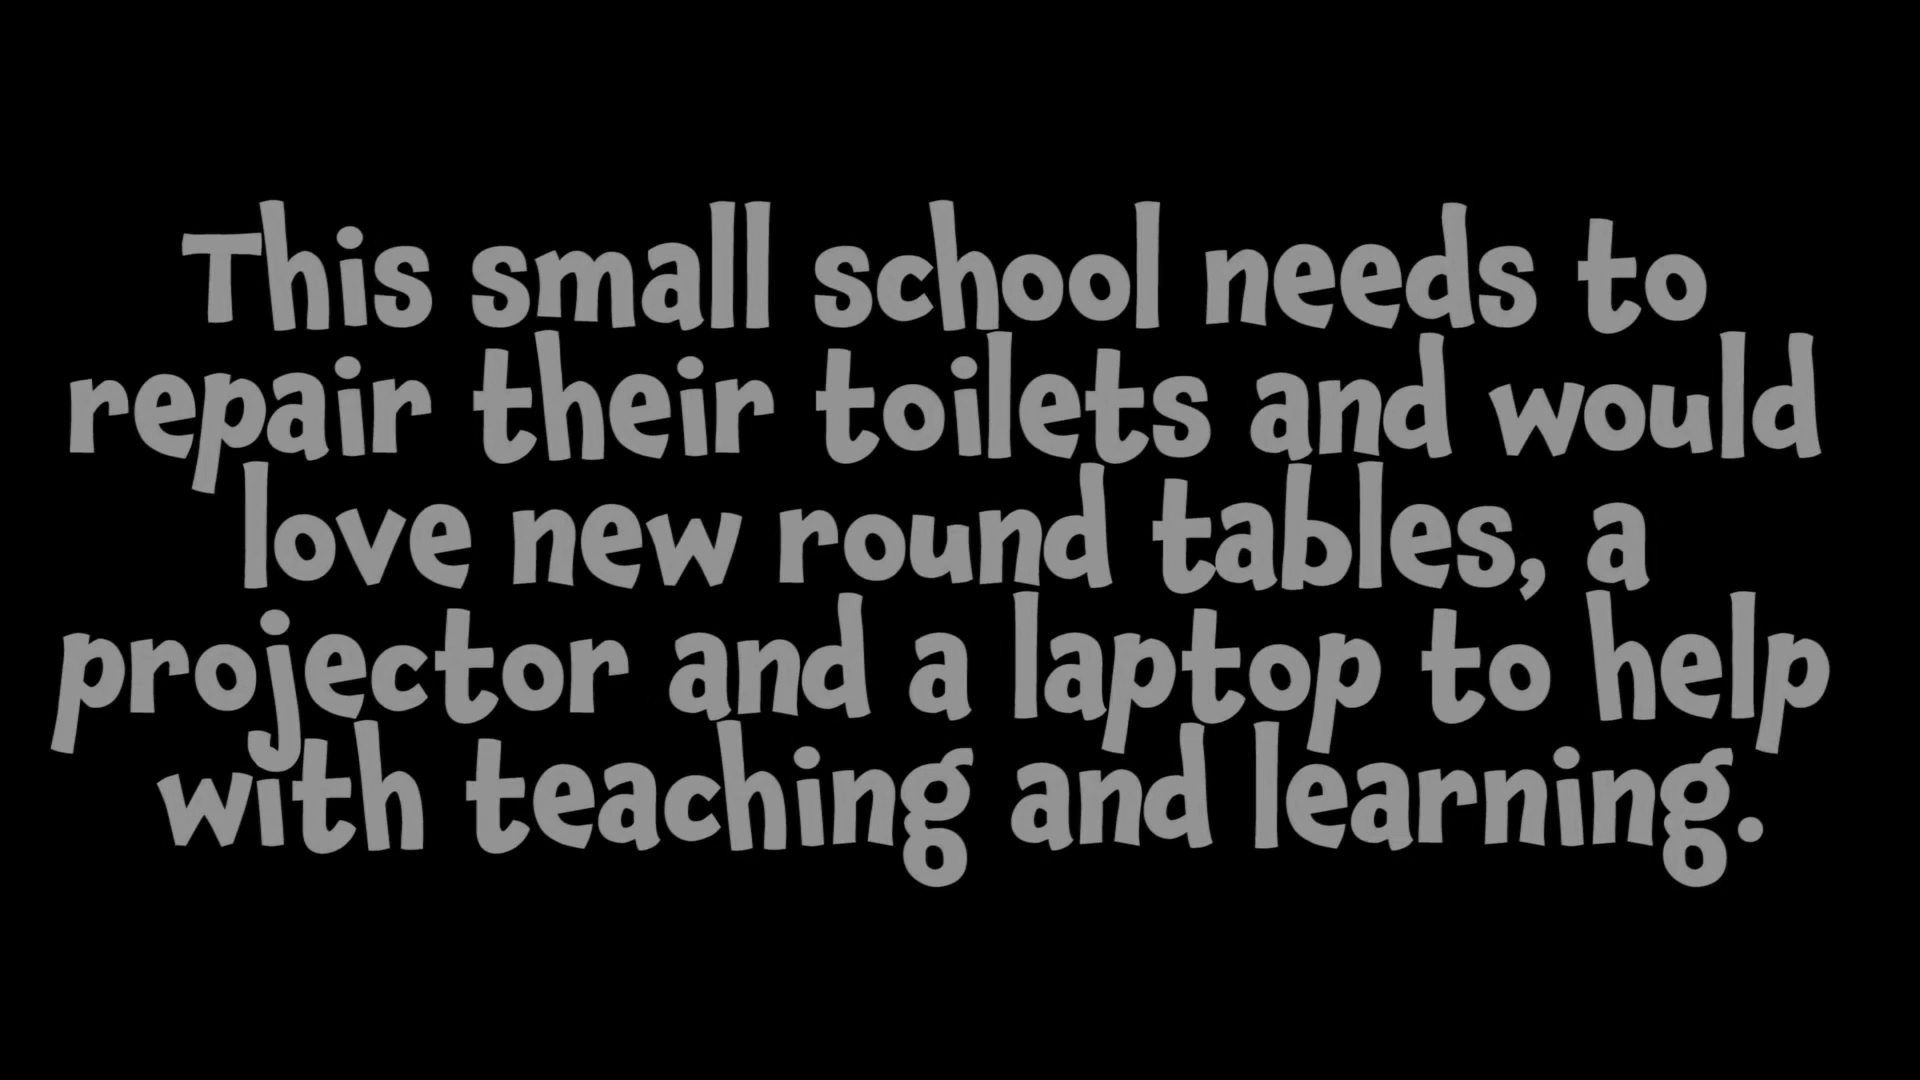 This small school needs to
repair their toilets and would
love new round tables, a
projector and a laptop to help
with teaching and learning.